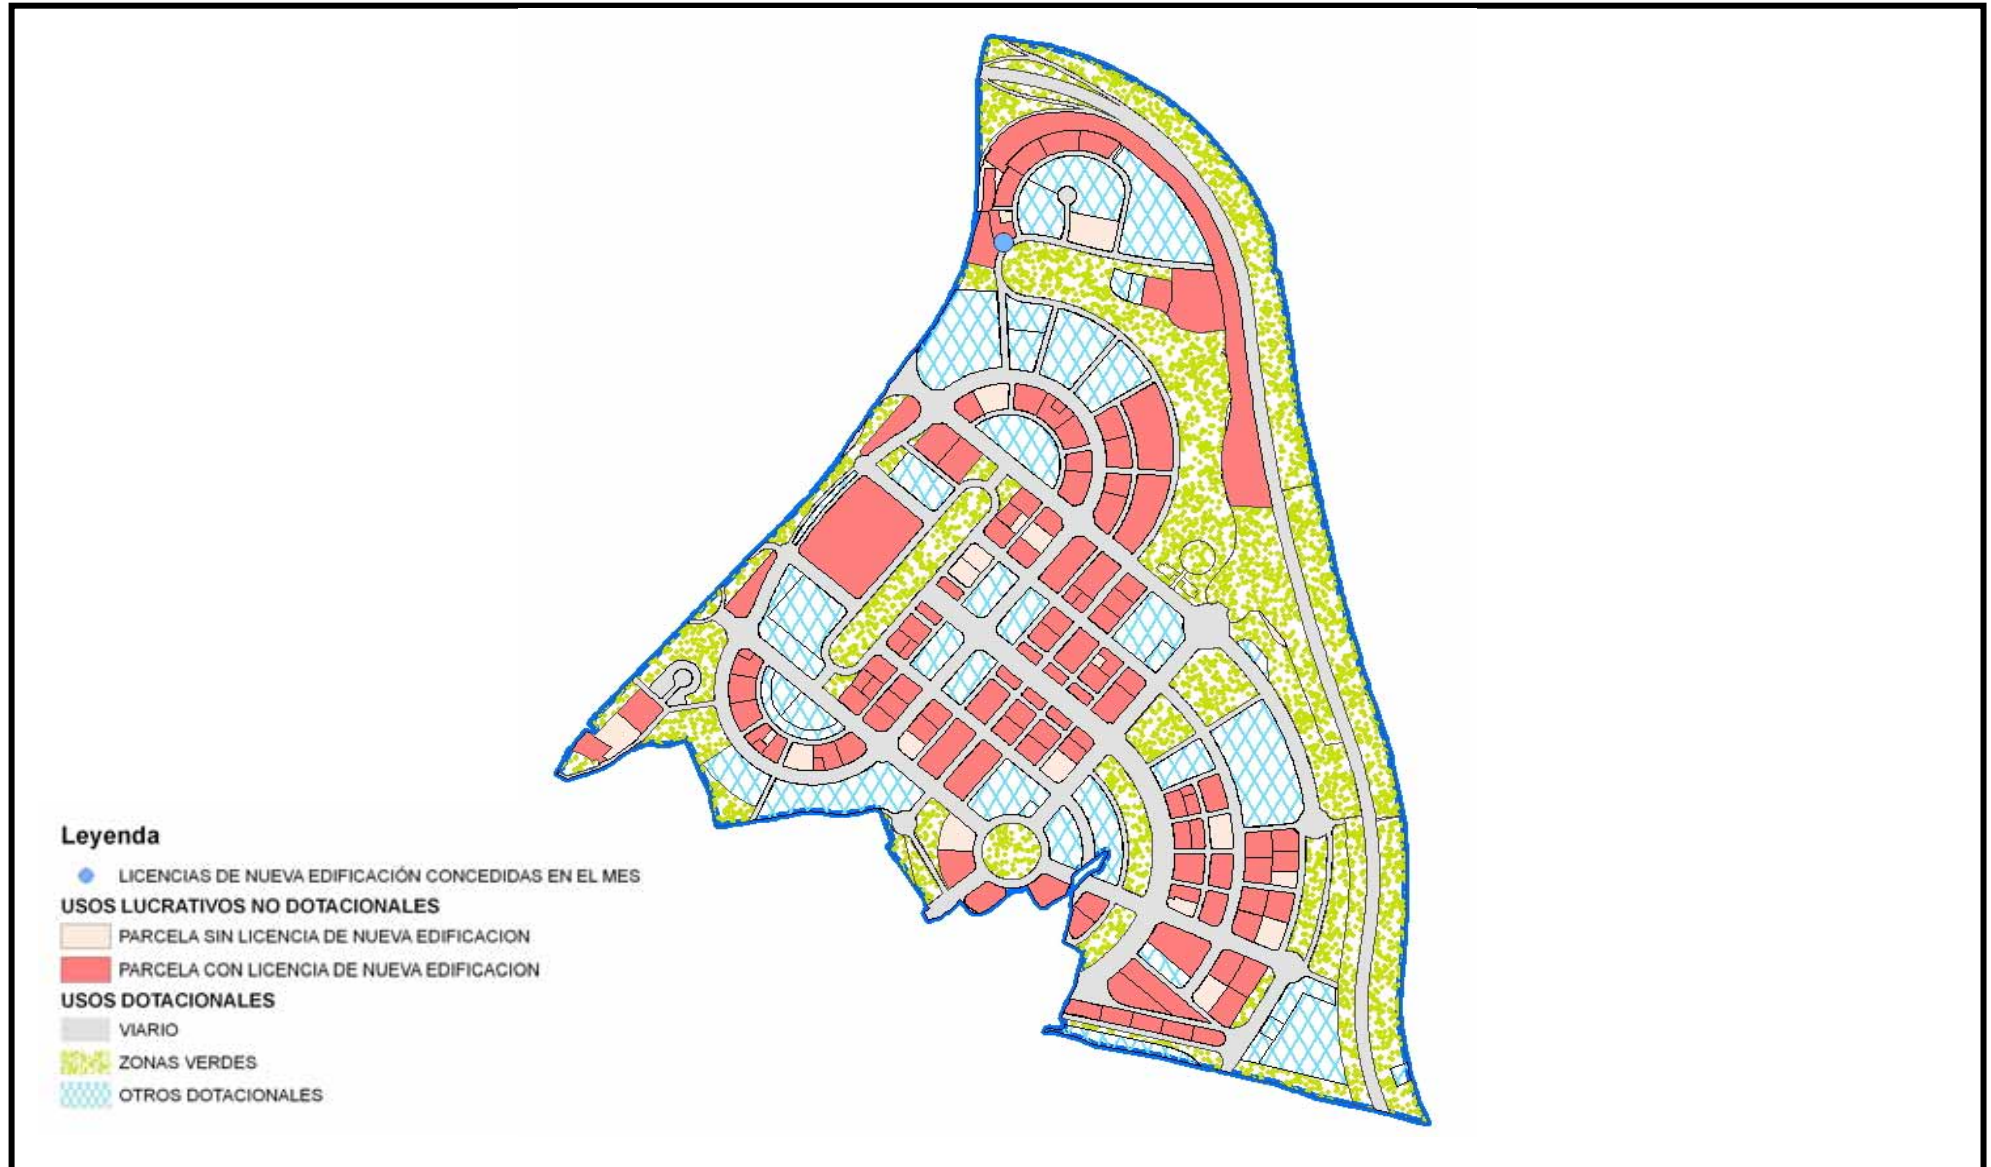 Leyenda
LICENCIAS DE NUEVA EDIFICACIÓN CONCEDIDAS EN EL MES
USOS LUCRATIVOS NO DOTACIONALES
PARCELA SIN LICENCIA DE NUEVA EDIFICACION
PARCELA CON LICENCIA DE NUEVA EDIFICACION
USOS DOTACIONALES
VIARIO
ZONAS VERDES
OTROS DOTACIONALES